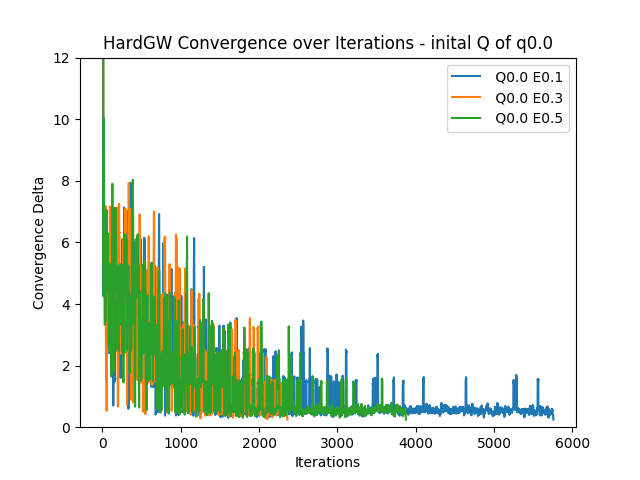 HardGW Convergence over Iterations - inital Q of q0.0
Convergence Delta
12
10
8
6
4
2
0
Q0.0 E0.1
Q0.0 E0.3
Q0.0 E0.5
0 1000 2000 3000 4000 5000 6000
Iterations